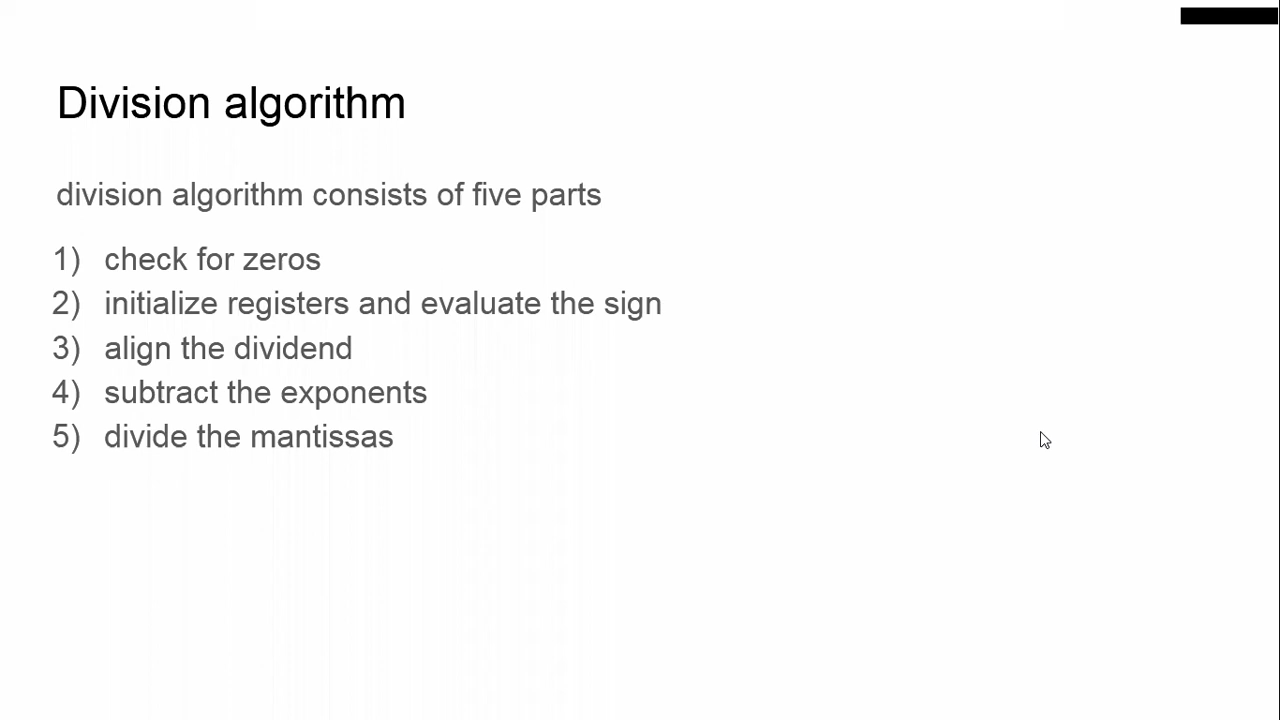 Division algorithm
division algorithm consists of five parts
1) check for zeros
2) initialize registers and evaluate the sign
3) align the dividend
4) subtract the exponents
5) divide the mantissas